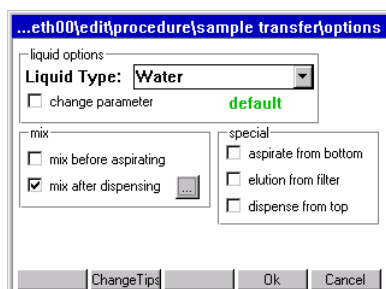 ...eth00\edit\procedure\sample transfer\options
liquid options
Liquid Type: Water
change parameter default
mix
mix before aspirating
mix after dispensing ...
special
aspirate from bottom
elution from filter
dispense from top
ChangeTips Ok Cancel